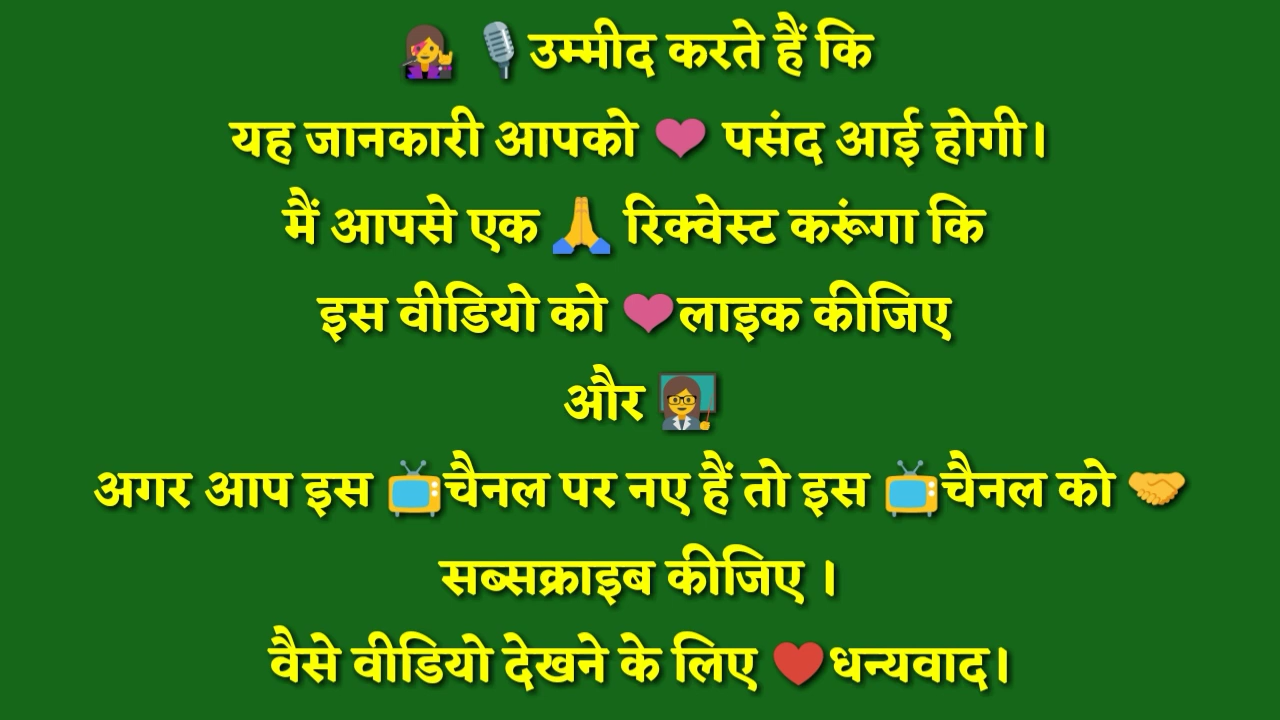 👩‍🎤 🎙️उम्मीद करते हैं कि
यह जानकारी आपको ❤ पसंद आई होगी।
मैं आपसे एक 🙏 रिक्वेस्ट करूंगा कि
इस वीडियो को ❤लाइक कीजिए
और 👩‍🏫
अगर आप इस 📺चैनल पर नए हैं तो इस 📺चैनल को 🤝
सब्सक्राइब कीजिए ।
वैसे वीडियो देखने के लिए ♥️धन्यवाद।